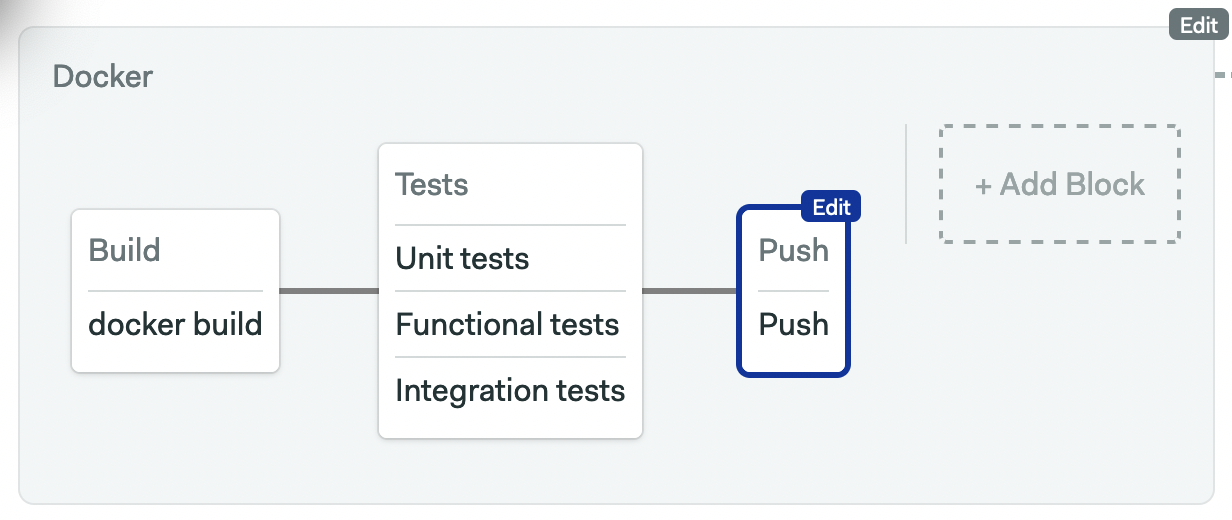 Edit
Docker
Build
docker build
Tests
Unit tests
Functional tests
Integration tests
Edit
Push
Push
+ Add Block